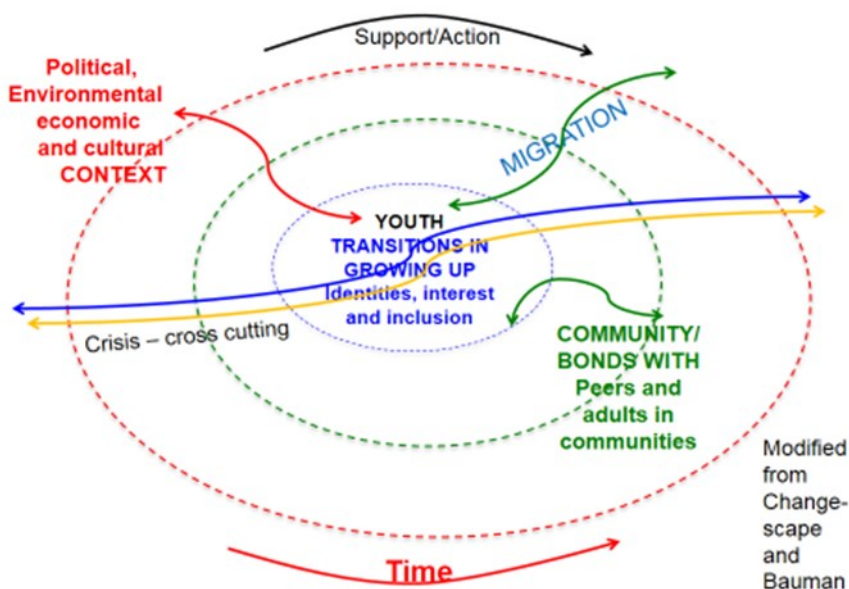 Support/Action
Political,
Environmental
economic
and cultural
CONTEXT
MIGRATION
YOUTH
TRANSITIONS IN
GROWING UP
Identities, interest
and inclusion
Crisis – cross cutting
COMMUNITY/
BONDS WITH
Peers and
adults in
communities
Modified
from
Change-
scape
and
Bauman
Time